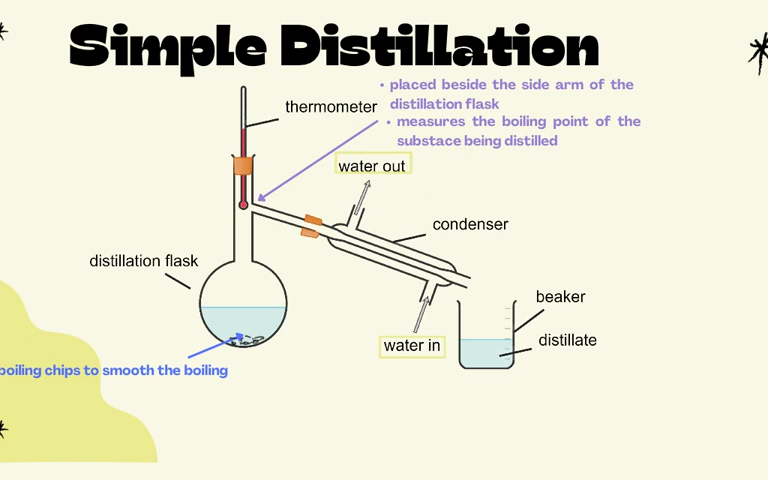 Simple Distillation
• placed beside the side arm of the
distillation flask
thermometer
• measures the boiling point of the
substace being distilled
water out
condenser
distillation flask
beaker
distillate
water in
boiling chips to smooth the boiling